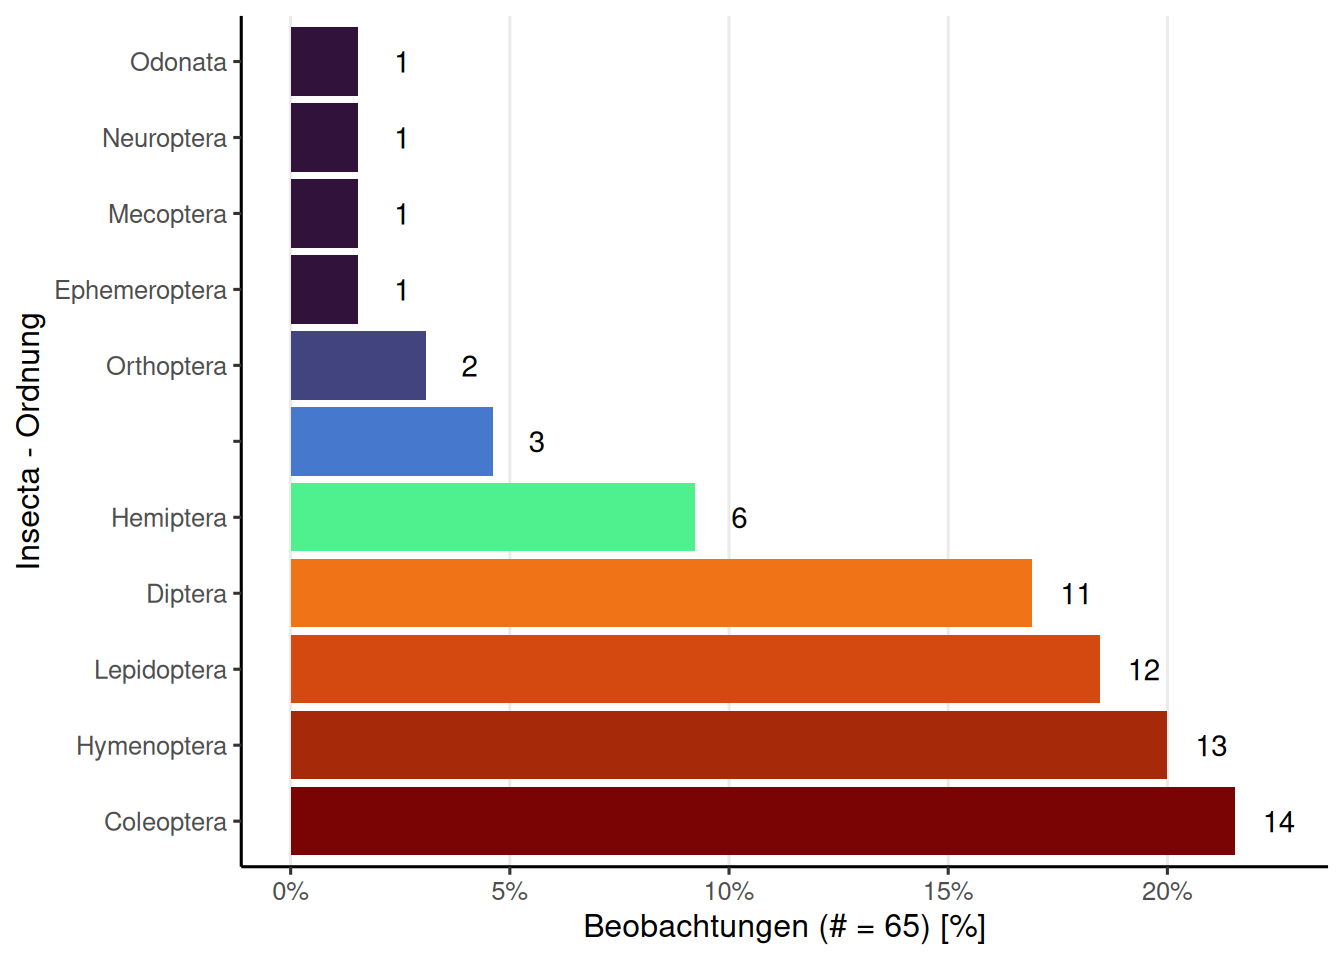 Odonata 1
Neuroptera 1
Mecoptera 1
Ephemeroptera 1
Orthoptera 2
3
Hemiptera 6
Diptera 11
Lepidoptera 12
Hymenoptera 13
Coleoptera 14
0% 5% 10% 15% 20%
Beobachtungen (# = 65) [%]
Insecta - Ordnung